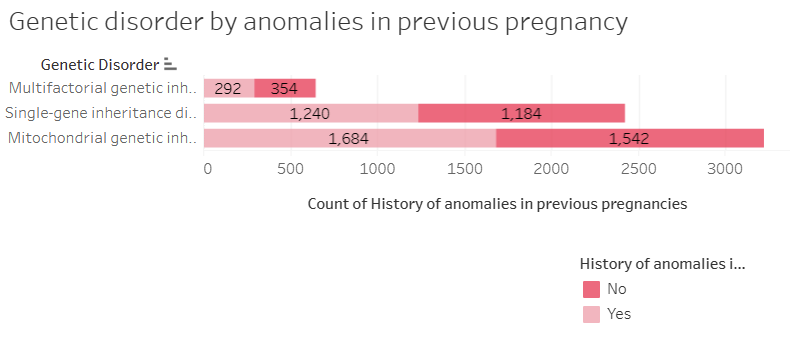 Genetic disorder by anomalies in previous pregnancy
Genetic Disorder
Multifactorial genetic inh.. 292 354
Single-gene inheritance di.. 1,240 1,184
Mitochondrial genetic inh.. 1,684 1,542
0 500 1000 1500 2000 2500 3000
Count of History of anomalies in previous pregnancies
History of anomalies i...
No
Yes